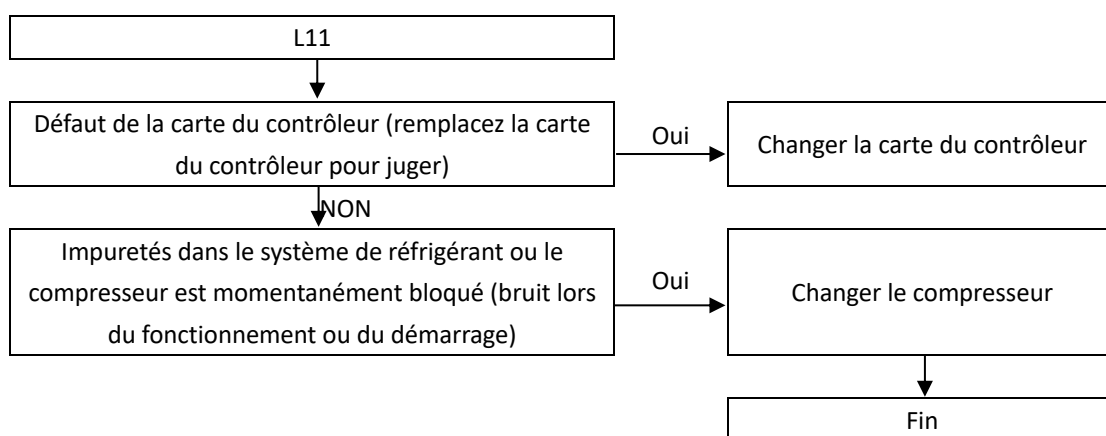 L11
Défaut de la carte du contrôleur (remplacez la carte
du contrôleur pour juger)
Oui
Changer la carte du contrôleur
NON
Impuretés dans le système de réfrigérant ou le
compresseur est momentanément bloqué (bruit lors
du fonctionnement ou du démarrage)
Oui
Changer le compresseur
Fin